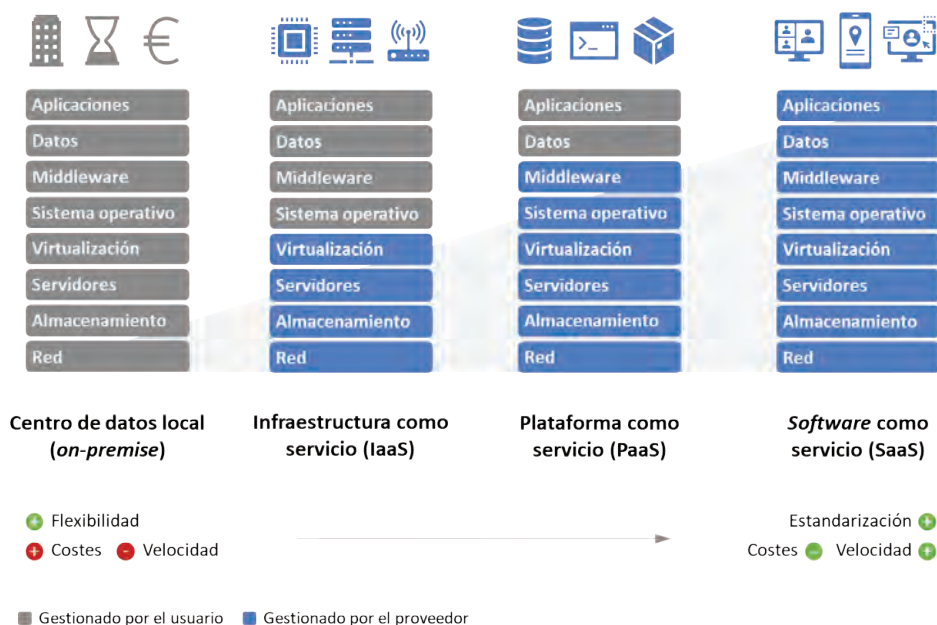 Aplicaciones
Datos
Middleware
Sistema operativo
Virtualización
Servidores
Almacenamiento
Red
Centro de datos local
(on-premise)
Aplicaciones
Datos
Middleware
Sistema operativo
Virtualización
Servidores
Almacenamiento
Red
Infraestructura como
servicio (IaaS)
Aplicaciones
Datos
Middleware
Sistema operativo
Virtualización
Servidores
Almacenamiento
Red
Plataforma como
servicio (PaaS)
Aplicaciones
Datos
Middleware
Sistema operativo
Virtualización
Servidores
Almacenamiento
Red
Software como
servicio (SaaS)
+ Flexibilidad
+ Costes - Velocidad
Estandarización +
Costes - Velocidad +
Gestionado por el usuario Gestionado por el proveedor